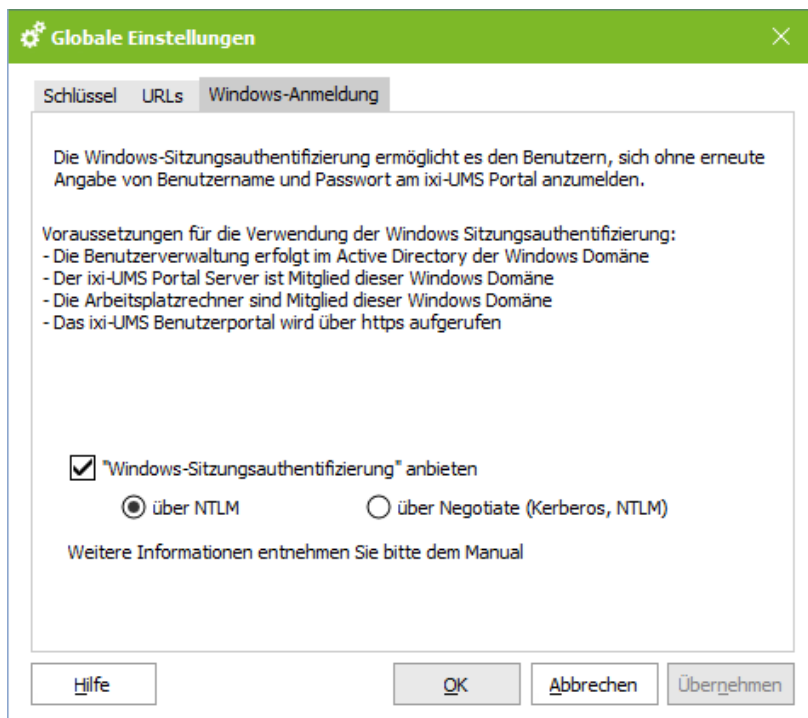 Globale Einstellungen
Schlüssel URLs Windows-Anmeldung
Die Windows-Sitzungsauthentifizierung ermöglicht es den Benutzern, sich ohne erneute
Angabe von Benutzername und Passwort am ixi-UMS Portal anzumelden.
Voraussetzungen für die Verwendung der Windows Sitzungsauthentifizierung:
- Die Benutzerverwaltung erfolgt im Active Directory der Windows Domäne
- Der ixi-UMS Portal Server ist Mitglied dieser Windows Domäne
- Die Arbeitsplatzrechner sind Mitglied dieser Windows Domäne
- Das ixi-UMS Benutzerportal wird über https aufgerufen
"Windows-Sitzungsauthentifizierung" anbieten
über NTLM über Negotiate (Kerberos, NTLM)
Weitere Informationen entnehmen Sie bitte dem Manual
Hilfe OK Abbrechen Übernehmen